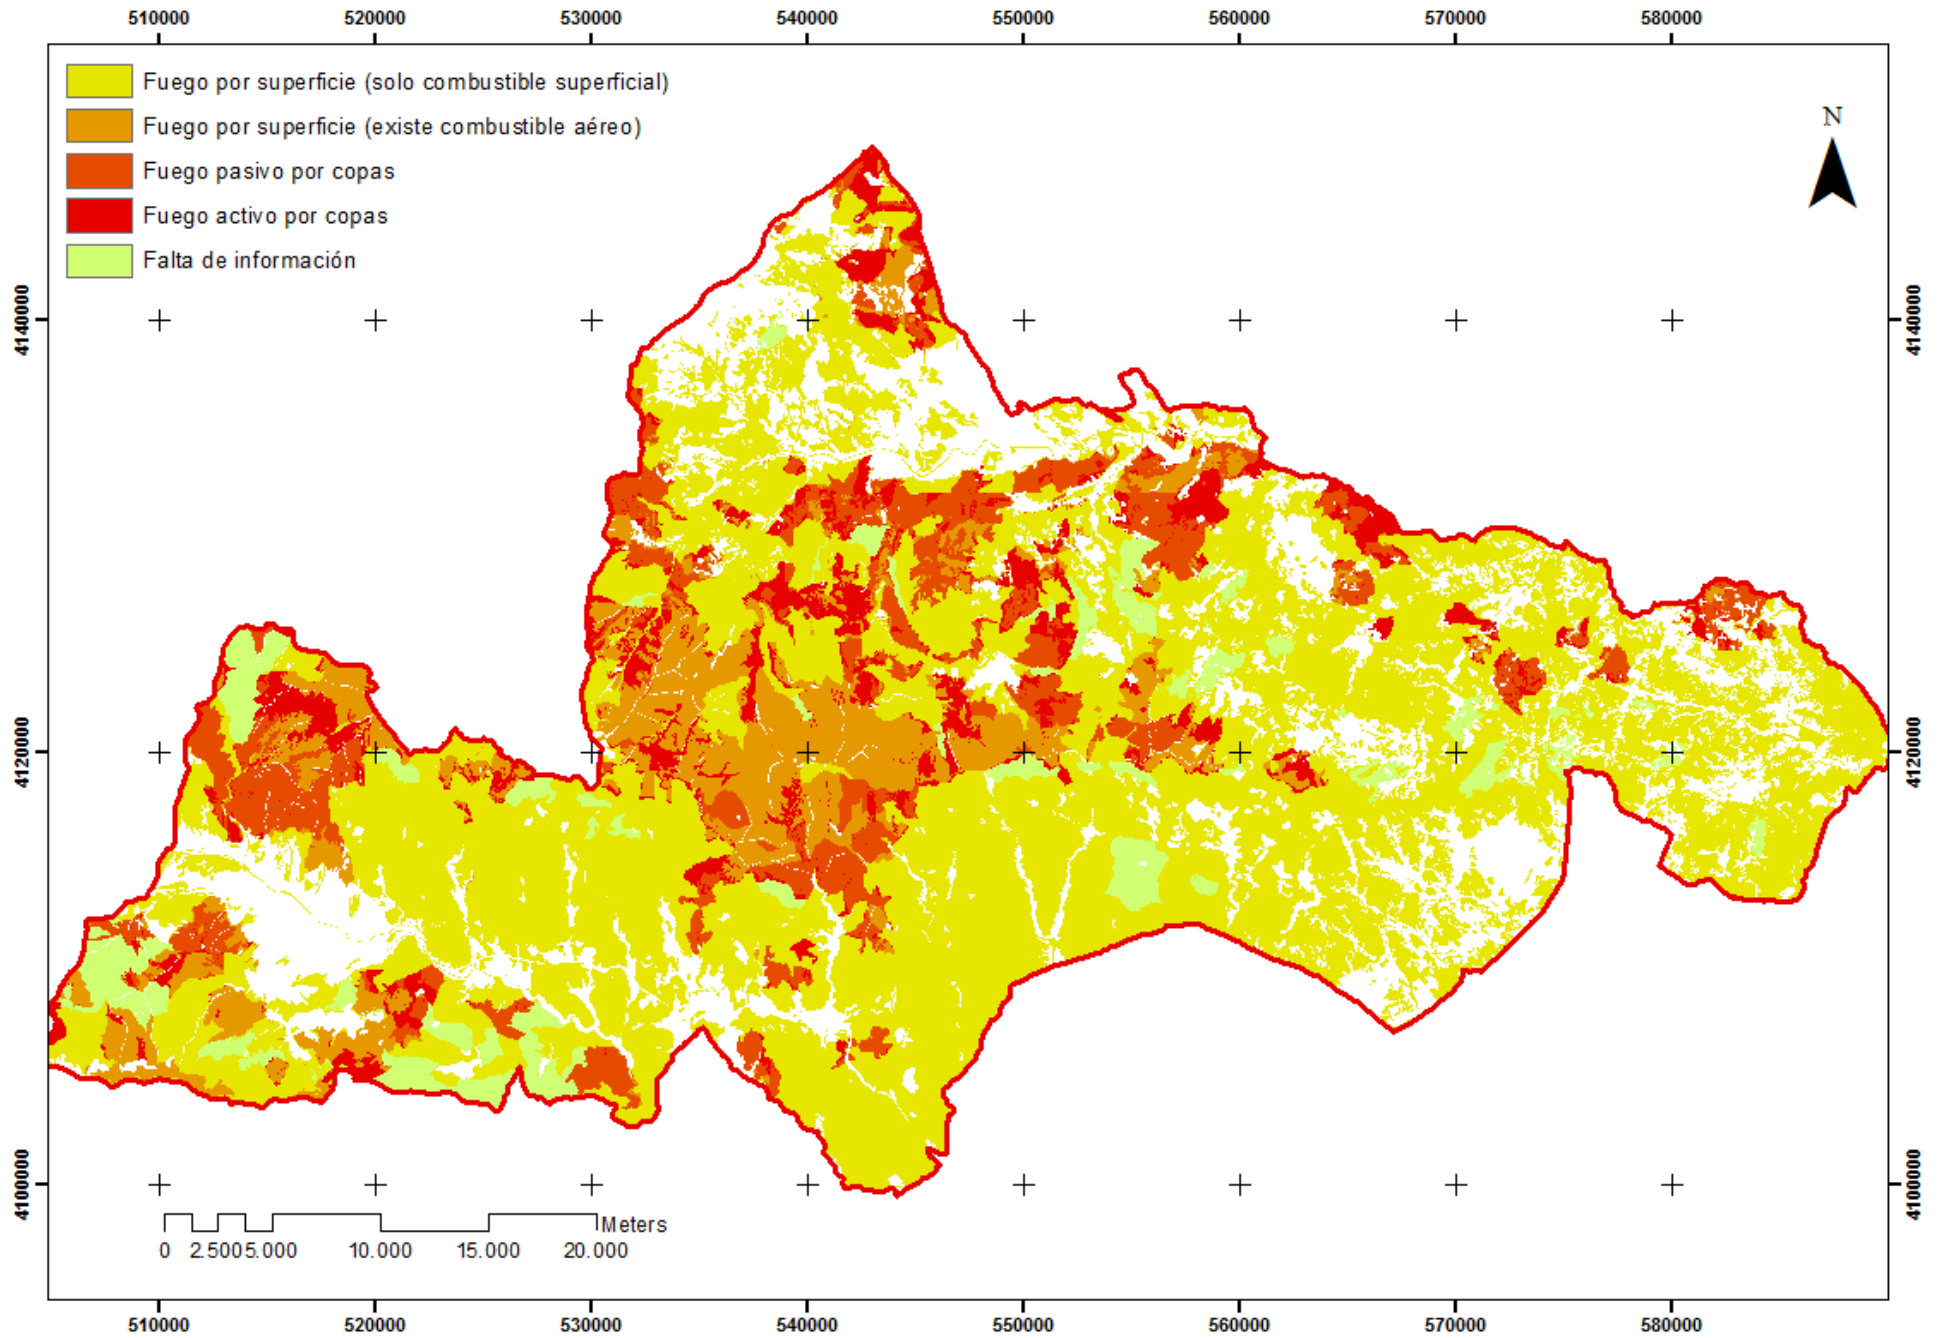 510000 520000 530000 540000 550000 560000 570000 580000
Fuego por superficie (solo combustible superficial)
Fuego por superficie (existe combustible aéreo)
Fuego pasivo por copas
Fuego activo por copas
Falta de información
N
4140000 4140000
4120000 4120000
4100000 4100000
Meters
0 2.500 5.000 10.000 15.000 20.000
510000 520000 530000 540000 550000 560000 570000 580000